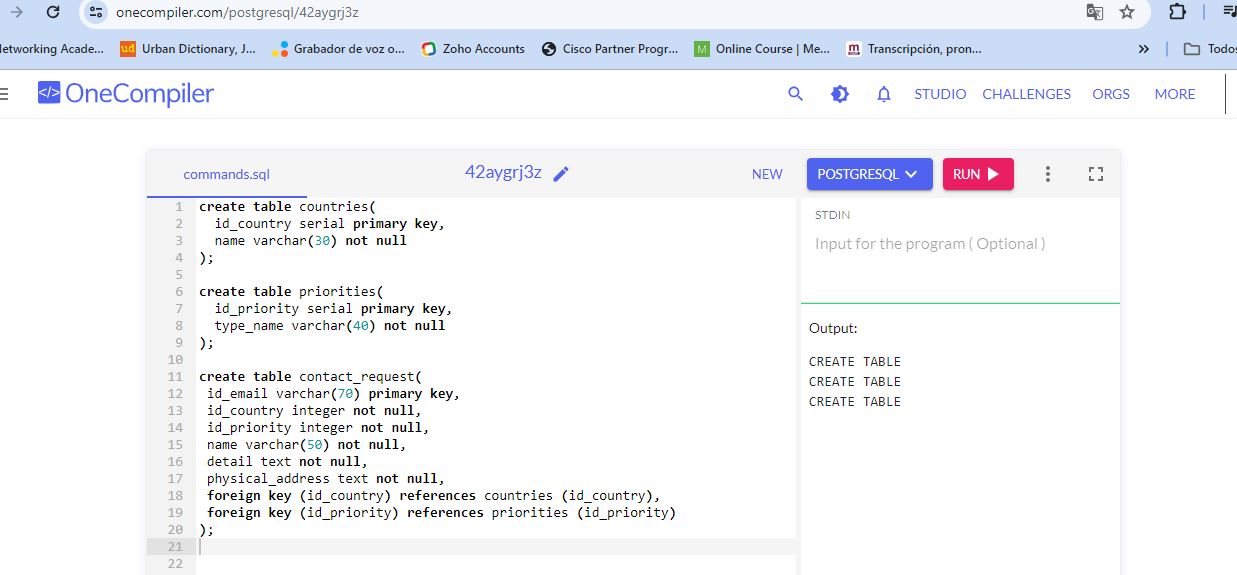 onecompiler.com/postgresql/42aygrj3z
etworking Acade... Urban Dictionary, J... Grabador de voz o... Zoho Accounts Cisco Partner Progr... Online Course | Me... Transcripción, pron... » Todos
OneCompiler STUDIO CHALLENGES ORGS MORE
commands.sql 42aygrj3z NEW POSTGRESQL RUN
1 create table countries(
2 id_country serial primary key,
3 name varchar(30) not null
4 );
5
6 create table priorities(
7 id_priority serial primary key,
8 type_name varchar(40) not null
9 );
10
11 create table contact_request(
12 id_email varchar(70) primary key,
13 id_country integer not null,
14 id_priority integer not null,
15 name varchar(50) not null,
16 detail text not null,
17 physical_address text not null,
18 foreign key (id_country) references countries (id_country),
19 foreign key (id_priority) references priorities (id_priority)
20 );
21
22
STDIN
Input for the program ( Optional )
Output:
CREATE TABLE
CREATE TABLE
CREATE TABLE